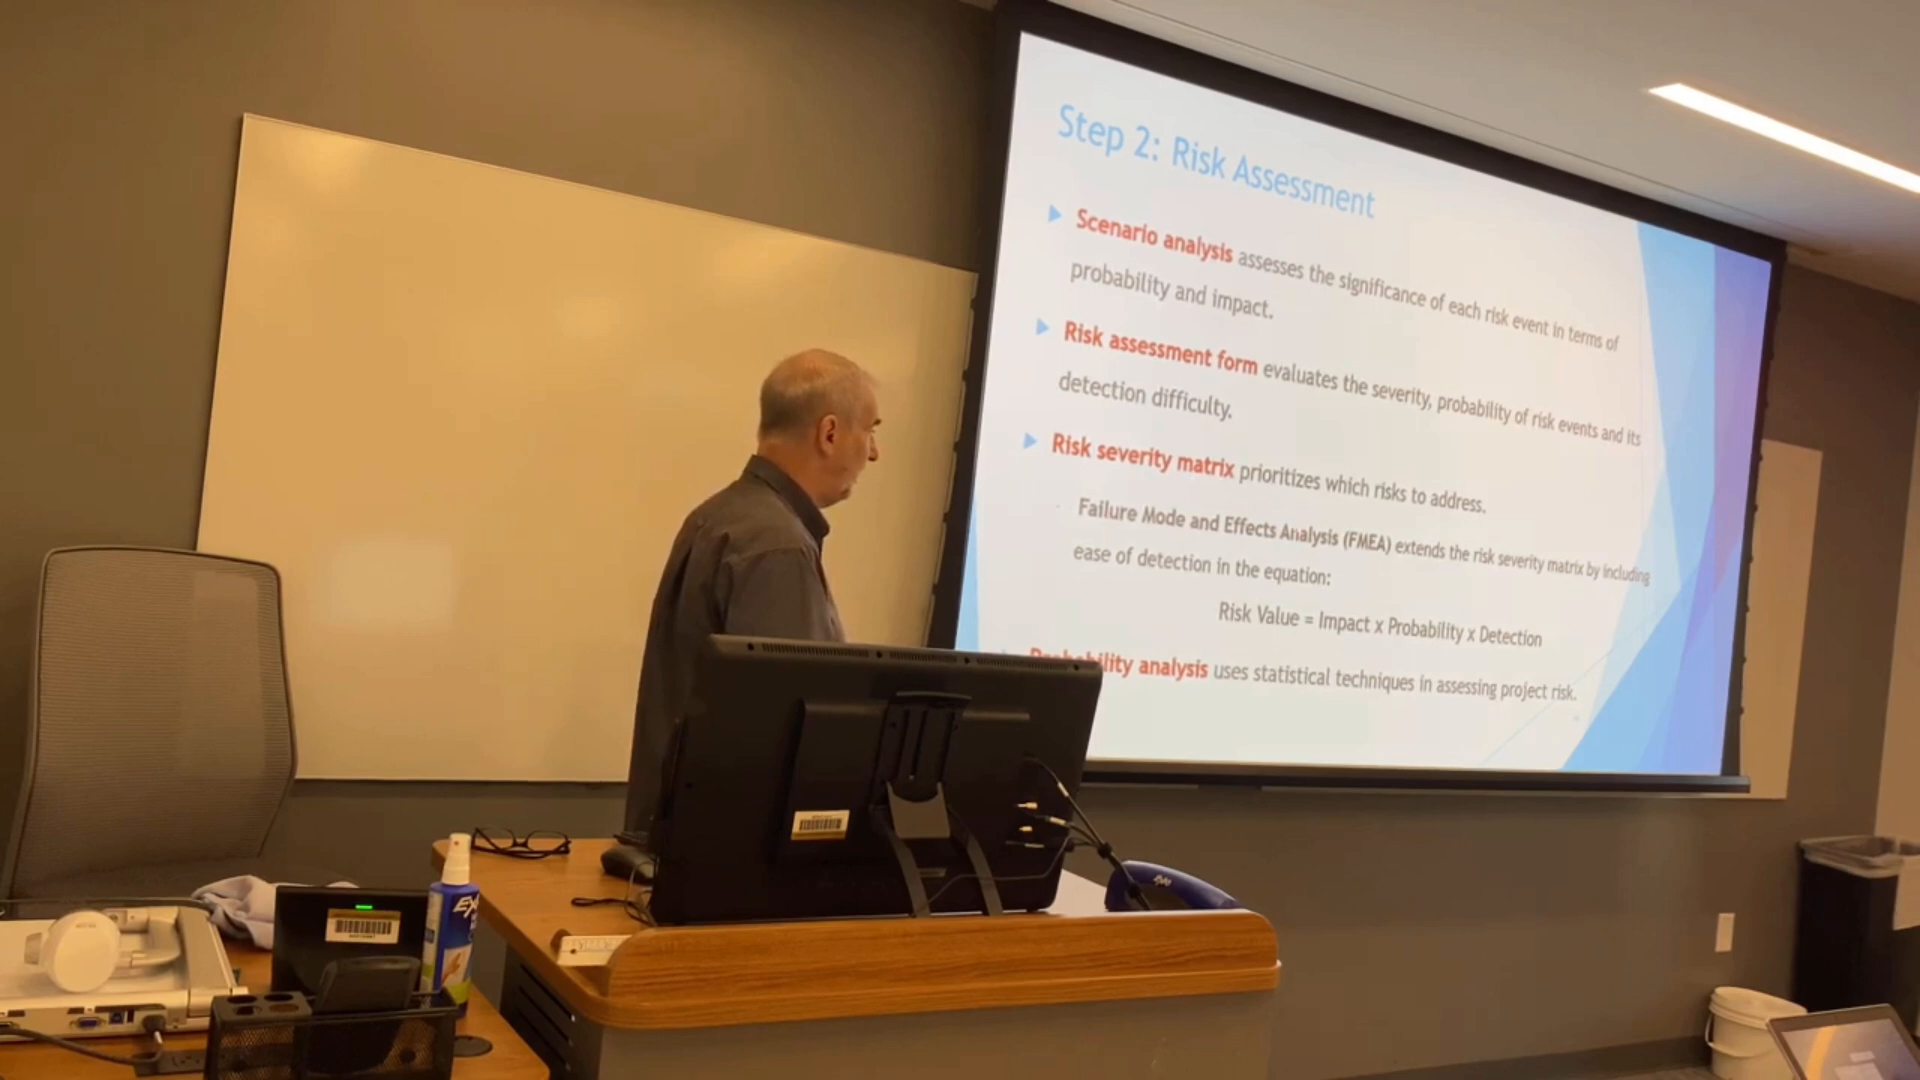 Step 2: Risk Assessment
Scenario analysis assesses the significance of each risk event in terms of
probability and impact.
Risk assessment form evaluates the severity, probability of risk events and its
detection difficulty.
Risk severity matrix prioritizes which risks to address.
Failure Mode and Effects Analysis (FMEA) extends the risk severity matrix by including
ease of detection in the equation:
Risk Value = Impact x Probability x Detection
Probability analysis uses statistical techniques in assessing project risk.